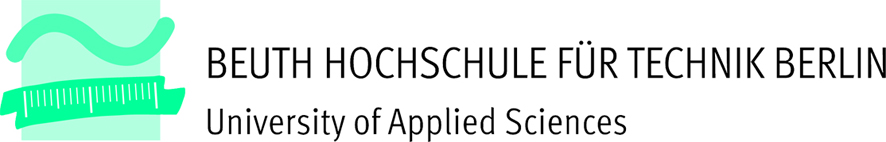 BEUTH HOCHSCHULE FÜR TECHNIK BERLIN
University of Applied Sciences